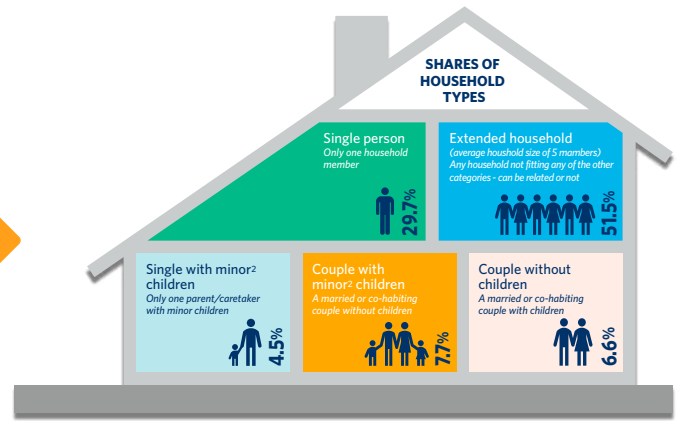 SHARES OF
HOUSEHOLD
TYPES
Single person
Only one household
member
29.7%
Extended household
(average houshold size of 5 mambers)
Any household not fitting any of the other
categories - can be related or not
51.5%
Single with minor²
children
Only one parent/caretaker
with minor children
4.5%
Couple with
minor² children
A married or co-habiting
couple without children
7.7%
Couple without
children
A married or co-habiting
couple with children
6.6%